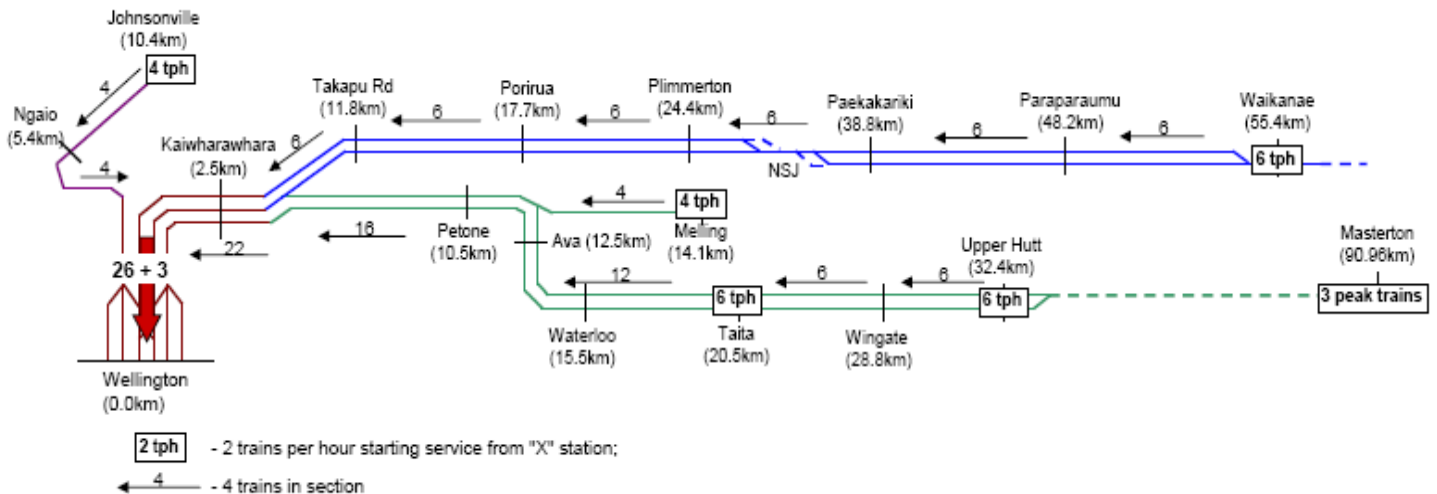 Johnsonville
(10.4km)
4 tph
4
Ngaio
(5.4km)
4
Kaiwharawhara
(2.5km)
6
Takapu Rd
(11.8km)
6
Porirua
(17.7km)
6
Plimmerton
(24.4km)
6
NSJ
Paekakariki
(38.8km)
6
Paraparaumu
(48.2km)
6
Waikanae
(55.4km)
6 tph
22
16
Petone
(10.5km)
4
4 tph
Melling
(14.1km)
Ava (12.5km)
12
Waterloo
(15.5km)
6 tph
Taita
(20.5km)
6
Wingate
(28.8km)
6
Upper Hutt
(32.4km)
6 tph
Masterton
(90.96km)
3 peak trains
26 + 3
Wellington
(0.0km)
2 tph - 2 trains per hour starting service from "X" station;
4 - 4 trains in section